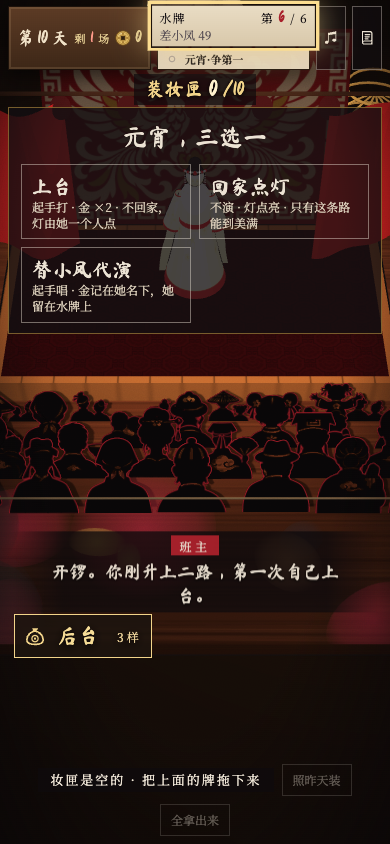 第10天 剩1场 0
水牌 第6/6
差小凤 49
元宵·争第一
装妆匣 0/10
元宵，三选一
上台
起手打·金×2·不回家，
灯由她一个人点
回家点灯
不演·灯点亮·只有这条路
能到美满
替小凤代演
起手唱·金记在她名下，她
留在水牌上
班主
开锣。你刚升上二路，第一次自己上
台。
后台 3样
妆匣是空的·把上面的牌拖下来
照昨天装
全拿出来